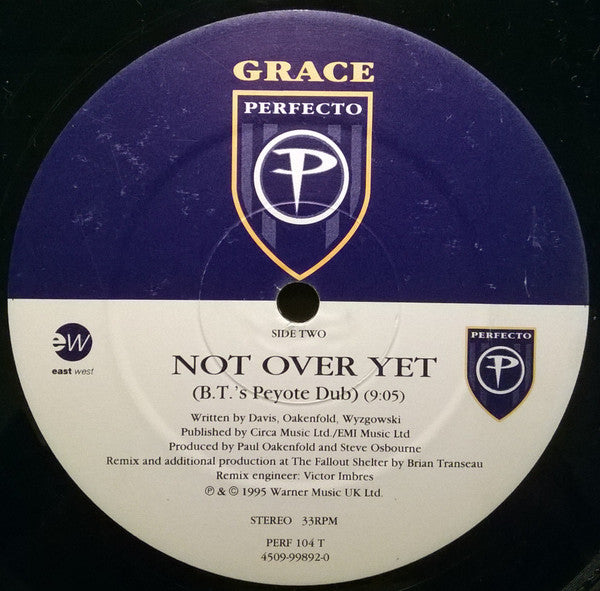 GRACE
PERFECTO
P
SIDE TWO
ew
east west
NOT OVER YET
(B.T.'s Peyote Dub) (9:05)
PERFECTO
P
Written by Davis, Oakenfold, Wyzgowski
Published by Circa Music Ltd./EMI Music Ltd
Produced by Paul Oakenfold and Steve Osbourne
Remix and additional production at The Fallout Shelter by Brian Transeau
Remix engineer: Victor Imbres
℗ & © 1995 Warner Music UK Ltd.
STEREO 33RPM
PERF 104 T
4509-99892-0